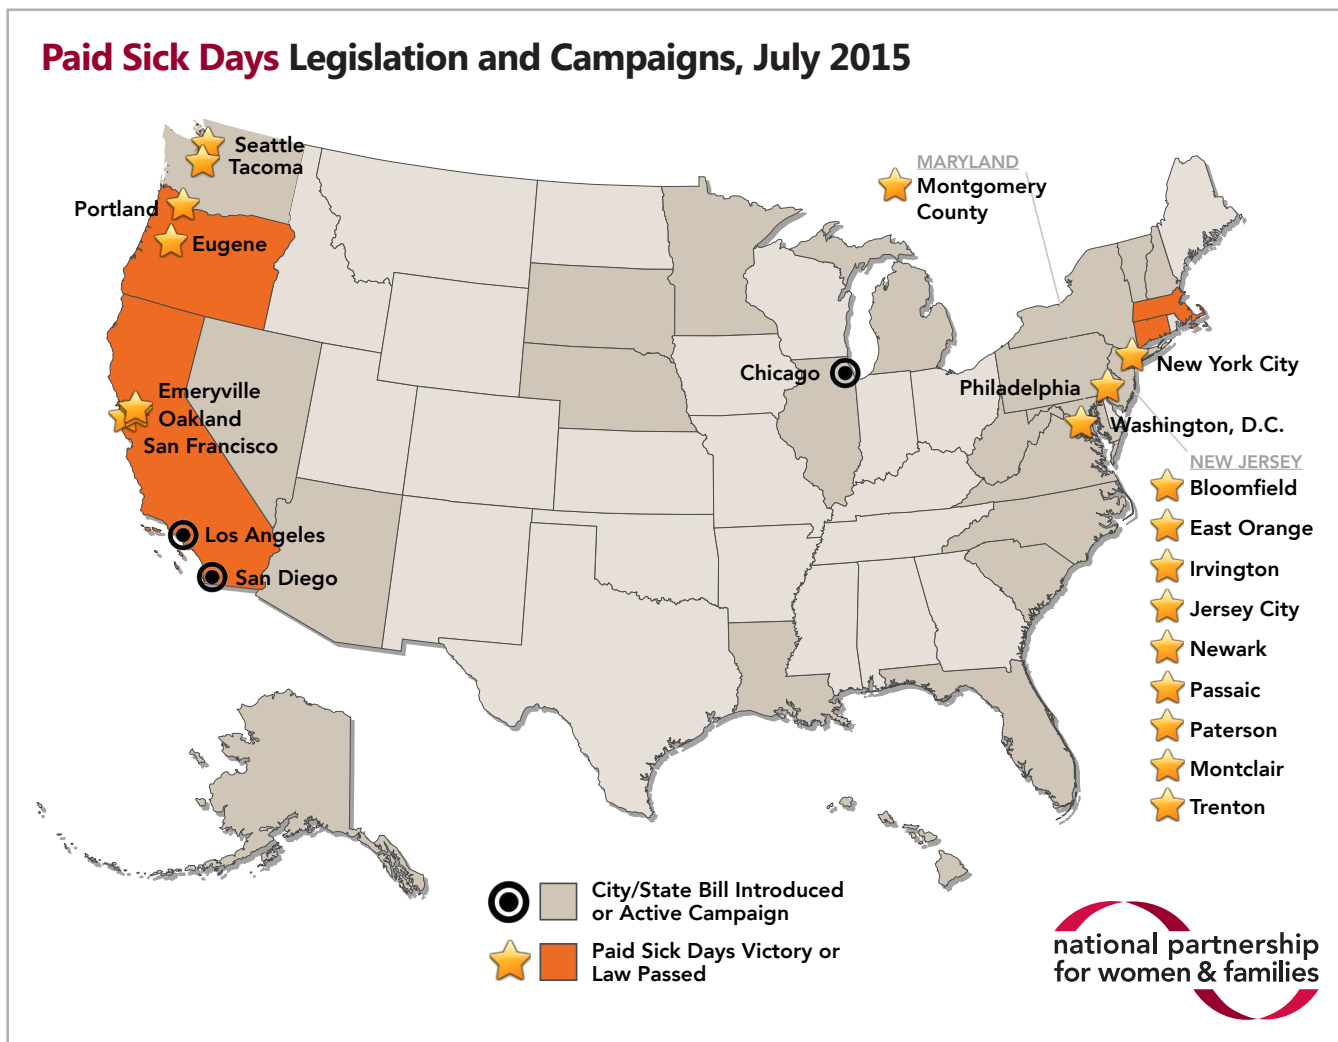 Paid Sick Days Legislation and Campaigns, July 2015
Seattle
Tacoma
Portland
Eugene
Emeryville
Oakland
San Francisco
Los Angeles
San Diego
Chicago
MARYLAND
Montgomery
County
New York City
Philadelphia
Washington, D.C.
NEW JERSEY
Bloomfield
East Orange
Irvington
Jersey City
Newark
Passaic
Paterson
Montclair
Trenton
City/State Bill Introduced
or Active Campaign
Paid Sick Days Victory or
Law Passed
national partnership
for women & families